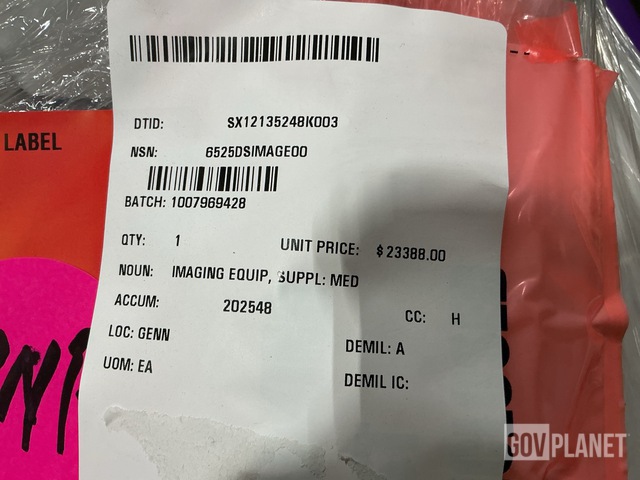 LABEL
DTID: SX12135248K003
NSN: 6525DSIMAGE00
BATCH: 1007969428
QTY: 1 UNIT PRICE: $ 23388.00
NOUN: IMAGING EQUIP, SUPPL: MED
ACCUM: 202548
CC: H
LOC: GENN
DEMIL: A
UOM: EA
DEMIL IC:
GOVPLANET